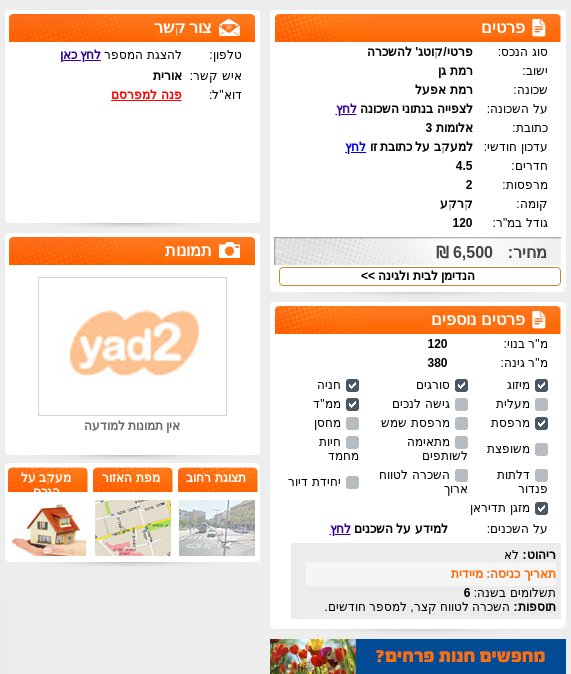 פרטים
סוג הנכס: פרטי/קוטג' להשכרה
ישוב: רמת גן
שכונה: רמת אפעל
על השכונה: לצפייה בנתוני השכונה לחץ
כתובת: אלומות 3
עדכון חודשי: למעקב על כתובת זו לחץ
חדרים: 4.5
מרפסות: 2
קומה: קרקע
גודל במ"ר: 120
מחיר: 6,500 ₪
הנדימן לבית ולגינה >>
פרטים נוספים
מ"ר בנוי: 120
מ"ר גינה: 380
מיזוג סורגים חניה
מעלית גישה לנכים ממ"ד
מרפסת מרפסת שמש מחסן
משופצת מתאימה לשותפים חיות מחמד
דלתות פנדור השכרה לטווח ארוך יחידת דיור
מזגן תדיראן
על השכנים: למידע על השכנים לחץ
ריהוט: לא
תאריך כניסה: מיידית
תשלומים בשנה: 6
תוספות: השכרה לטווח קצר, למספר חודשים.
מחפשים חנות פרחים?
צור קשר
טלפון: להצגת המספר לחץ כאן
איש קשר: אורית
דוא"ל: פנה למפרסם
תמונות
yad2
אין תמונות למודעה
תצוגת רחוב
מפת האזור
מעקב על
הנכס